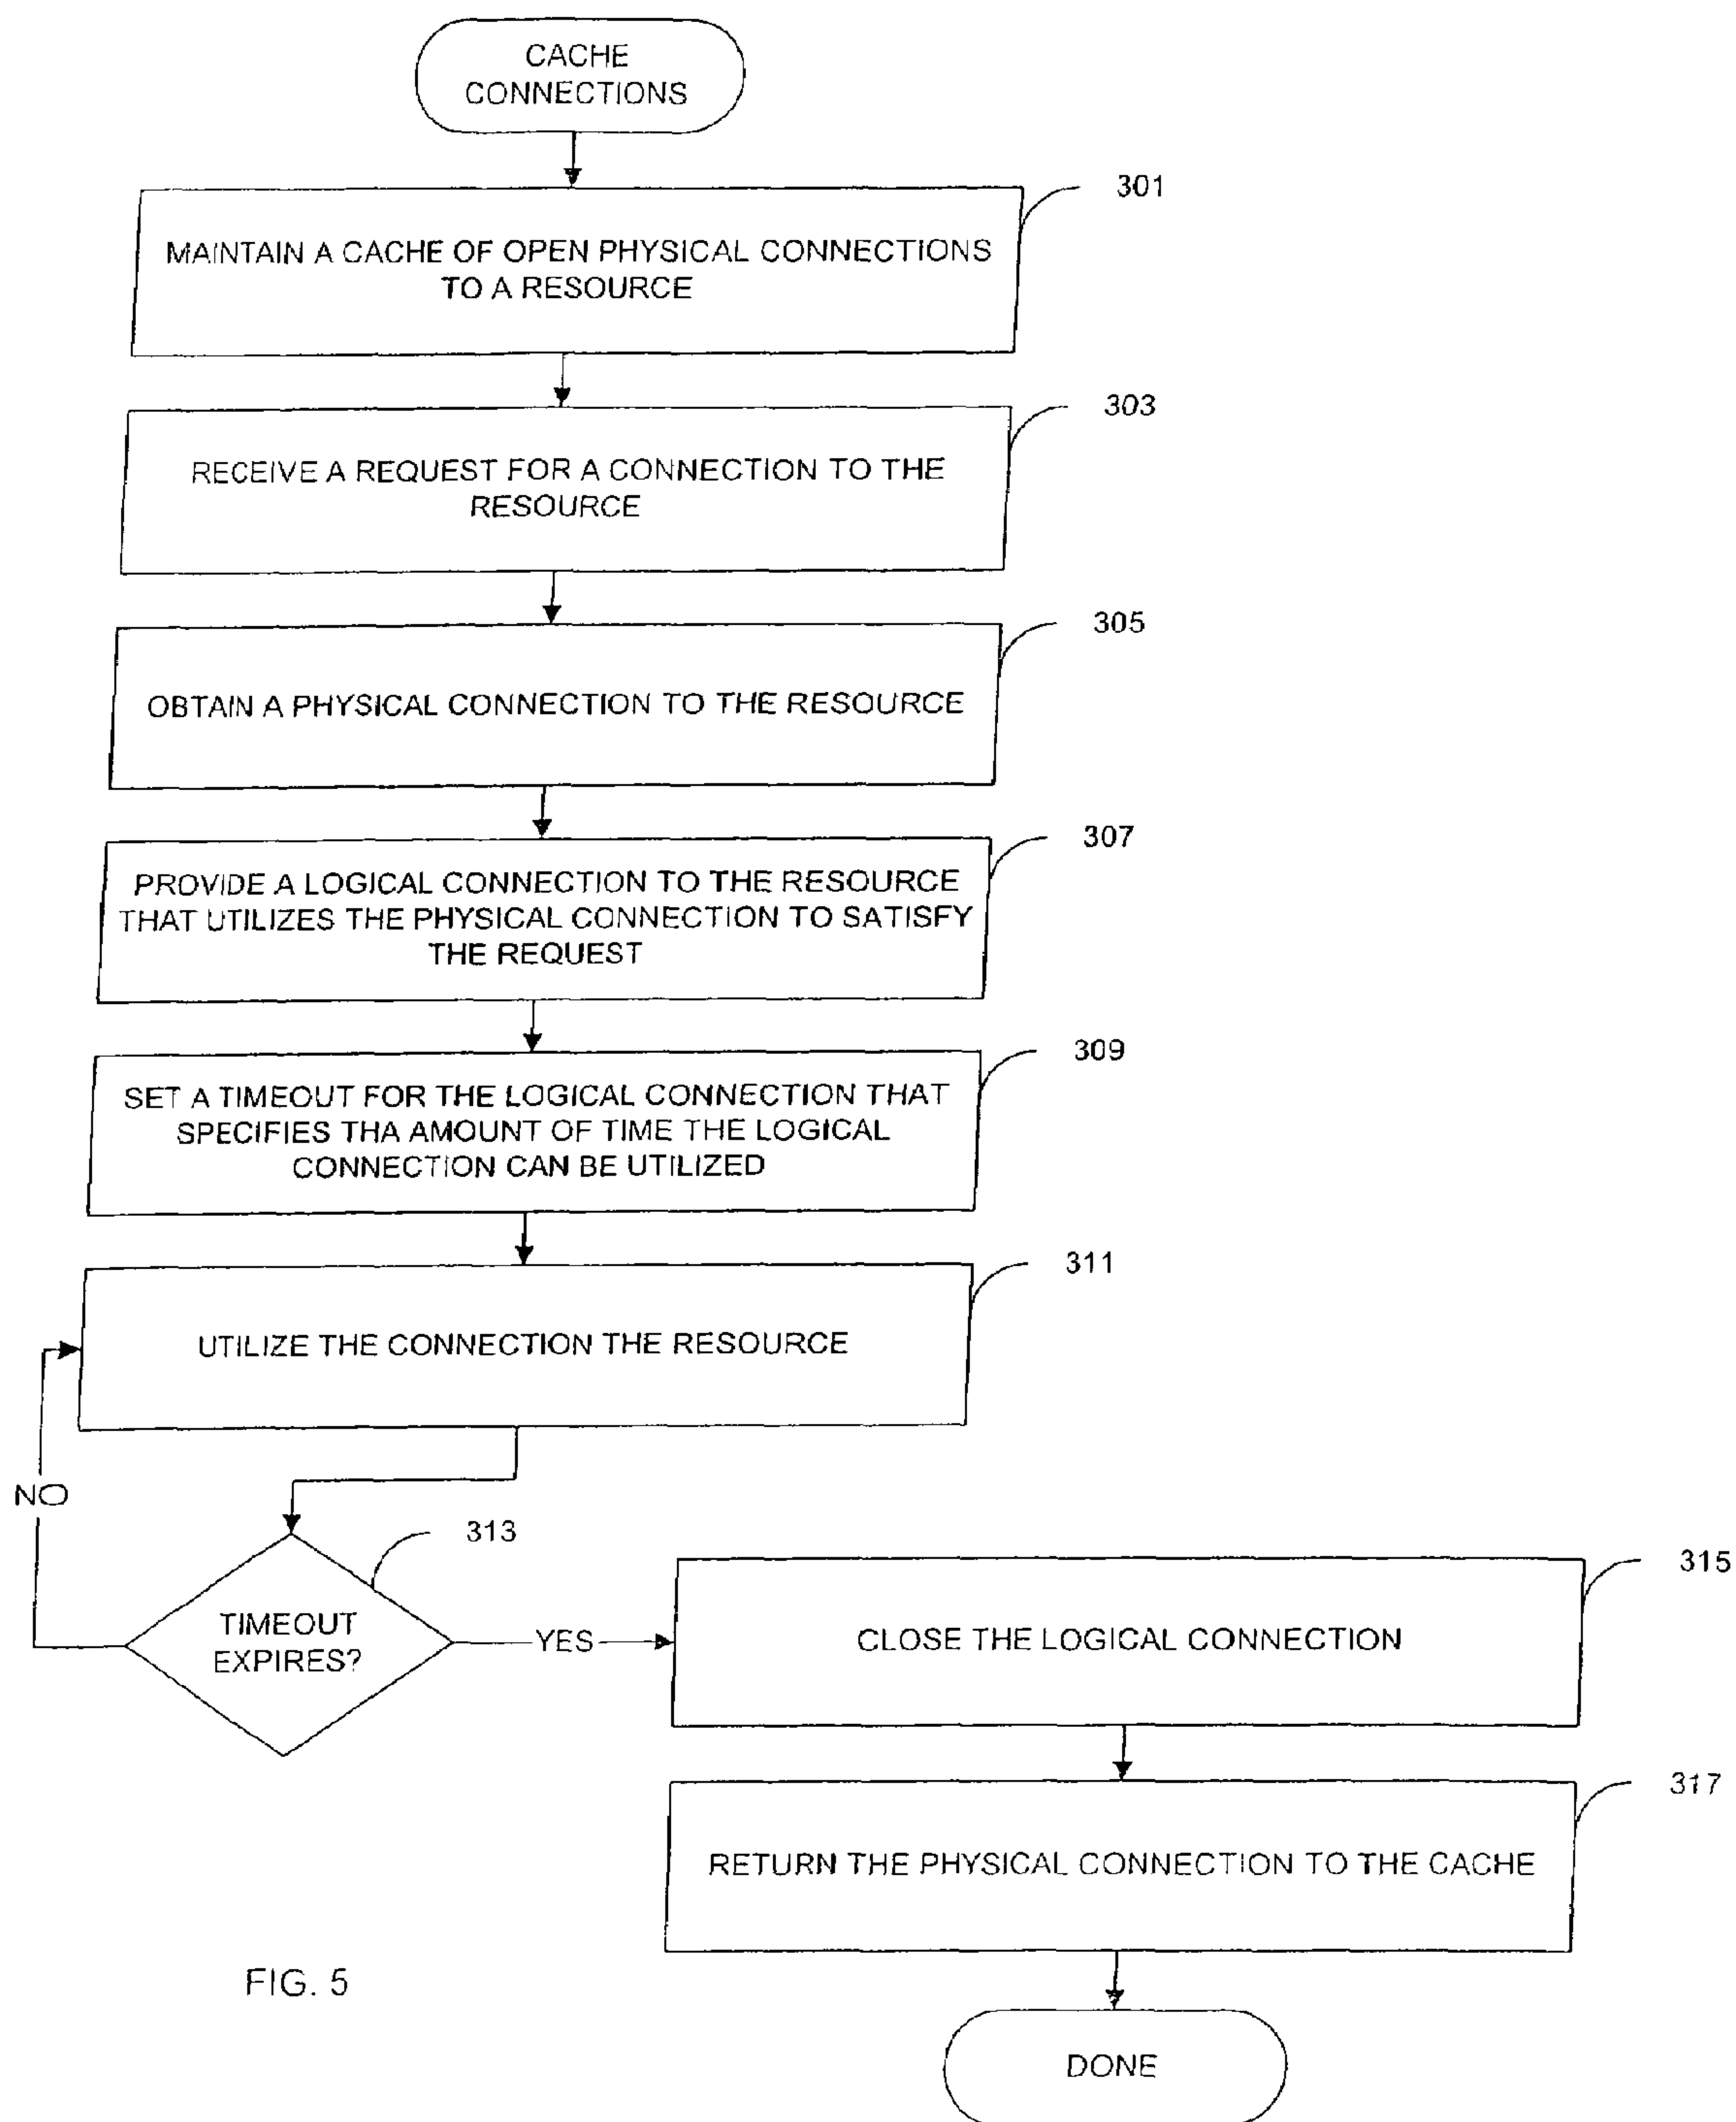 CACHE
CONNECTIONS
301
MAINTAIN A CACHE OF OPEN PHYSICAL CONNECTIONS
TO A RESOURCE
303
RECEIVE A REQUEST FOR A CONNECTION TO THE
RESOURCE
305
OBTAIN A PHYSICAL CONNECTION TO THE RESOURCE
307
PROVIDE A LOGICAL CONNECTION TO THE RESOURCE
THAT UTILIZES THE PHYSICAL CONNECTION TO SATISFY
THE REQUEST
309
SET A TIMEOUT FOR THE LOGICAL CONNECTION THAT
SPECIFIES THA AMOUNT OF TIME THE LOGICAL
CONNECTION CAN BE UTILIZED
311
UTILIZE THE CONNECTION THE RESOURCE
NO
313
TIMEOUT
EXPIRES?
YES
315
CLOSE THE LOGICAL CONNECTION
317
RETURN THE PHYSICAL CONNECTION TO THE CACHE
FIG. 5
DONE